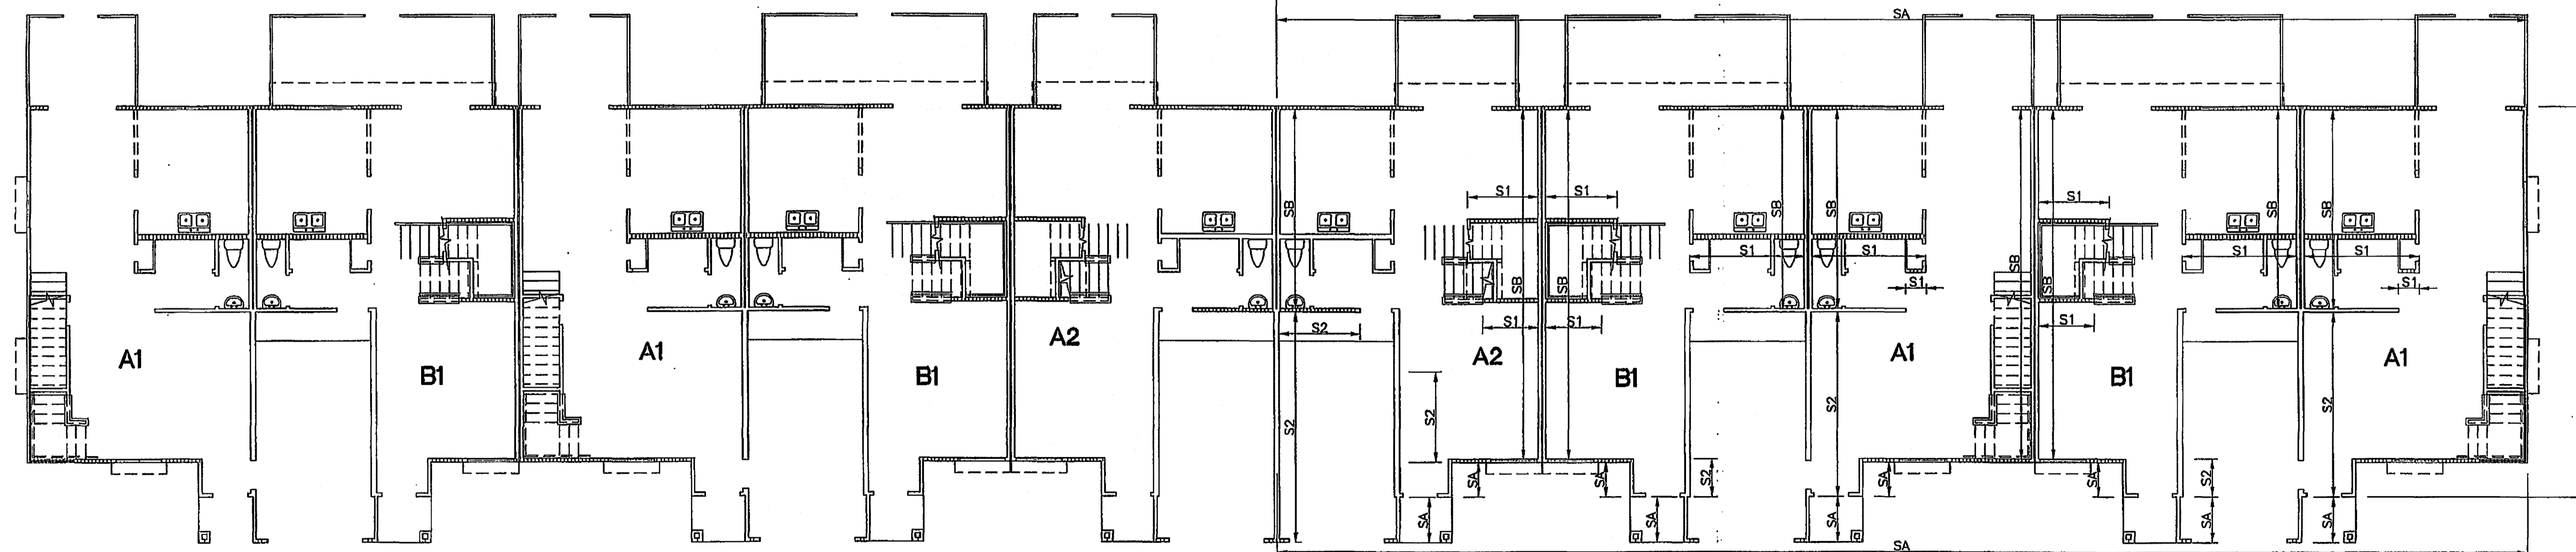 SA
S1 S1
S1
SB SB SB SB SB
S1 S1 S1 S1
SB
SB SB SB
S1 S1
S2 S1 S1 S1
A1 B1 A1 B1 A2 A2 B1 A1 B1 A1
S2 S2 S2 S2
SA SA S2 SA SA S2
SA SA SA SA SA
SA